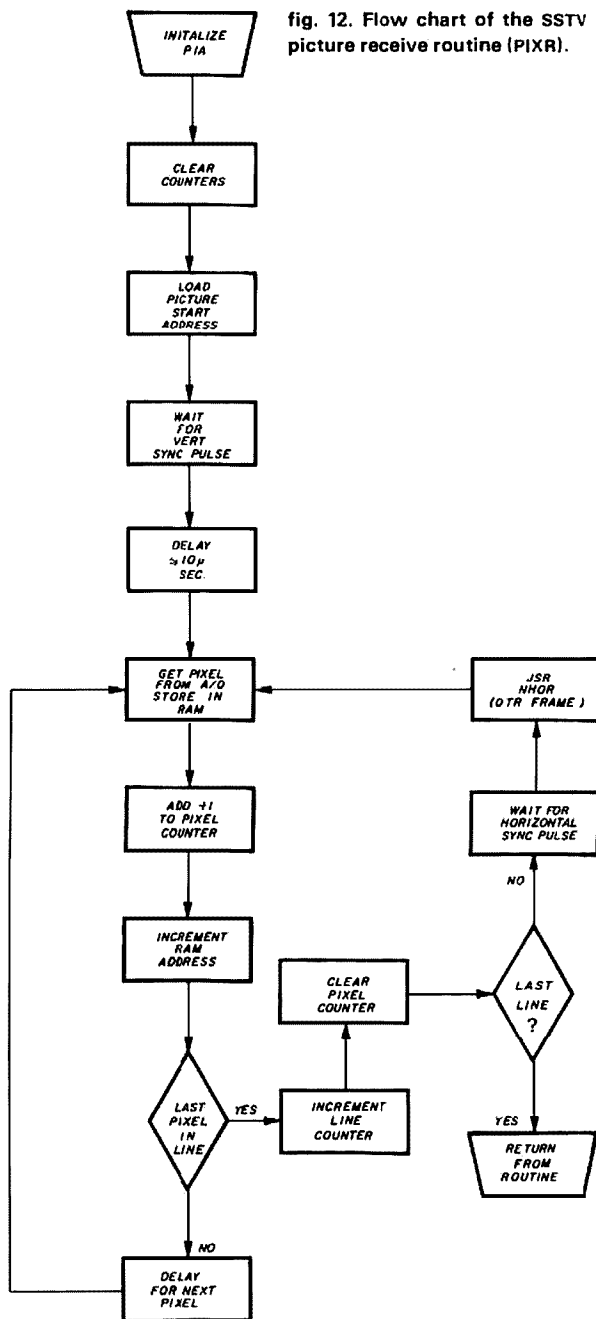 INITALIZE
PIA
fig. 12. Flow chart of the SSTV
picture receive routine (PIXR).
CLEAR
COUNTERS
LOAD
PICTURE
START
ADDRESS
WAIT
FOR
VERT
SYNC PULSE
DELAY
≈10μ
SEC.
GET PIXEL
FROM A/D
STORE IN
RAM
JSR
NHOR
(QTR FRAME)
ADD +1
TO PIXEL
COUNTER
WAIT FOR
HORIZONTAL
SYNC PULSE
NO
INCREMENT
RAM
ADDRESS
CLEAR
PIXEL
COUNTER
LAST
LINE
?
LAST
PIXEL
IN
LINE
YES
INCREMENT
LINE
COUNTER
YES
RETURN
FROM
ROUTINE
NO
DELAY
FOR NEXT
PIXEL